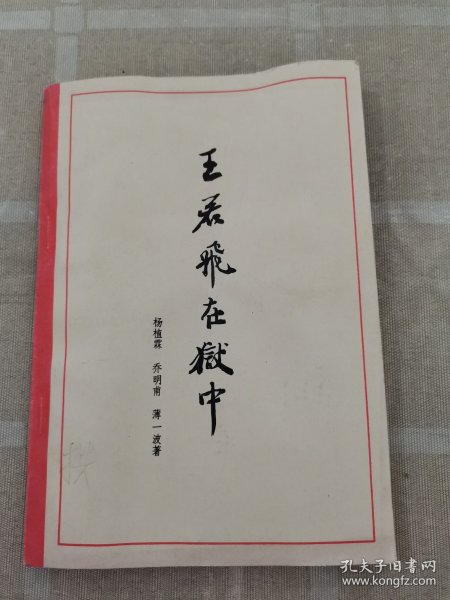 王若飛在獄中
杨植霖 乔明甫 薄一波著
孔夫子旧书网
www.kongfz.com